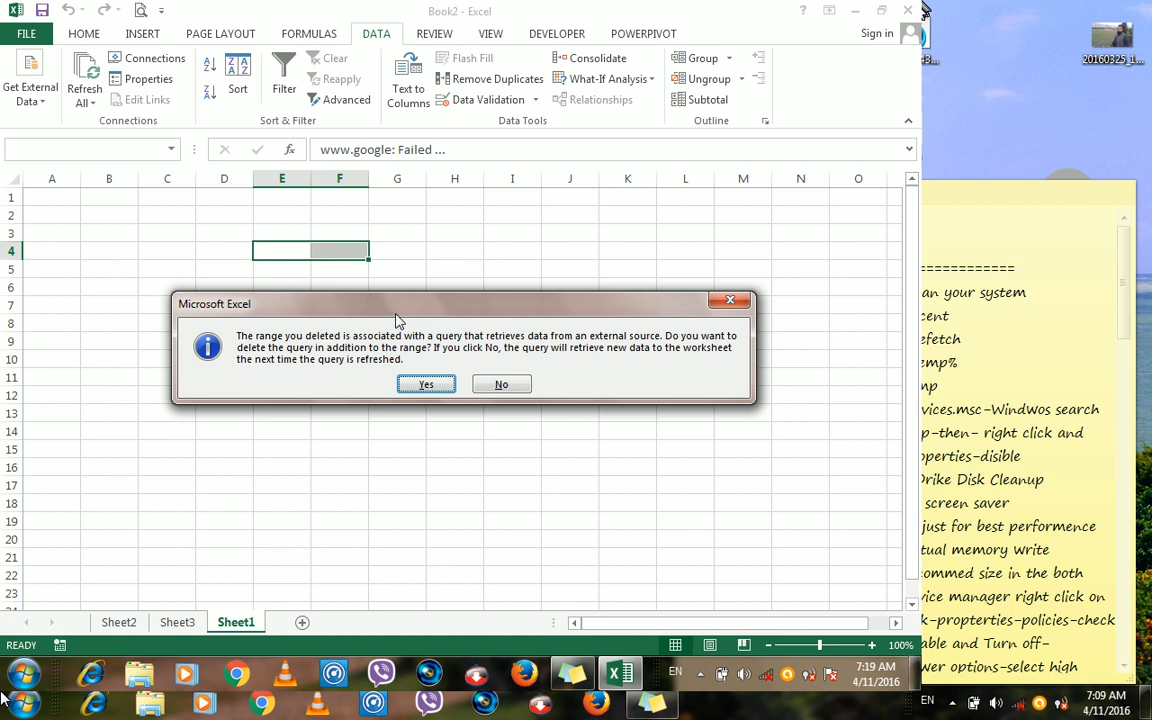 Book2 - Excel
Sign in
FILE HOME INSERT PAGE LAYOUT FORMULAS DATA REVIEW VIEW DEVELOPER POWERPIVOT
Get External Data
Refresh All
Connections
Properties
Edit Links
Connections
Sort
Filter
Clear
Reapply
Advanced
Sort & Filter
Text to Columns
Flash Fill
Remove Duplicates
Data Validation
Consolidate
What-If Analysis
Relationships
Data Tools
Group
Ungroup
Subtotal
Outline
www.google: Failed ...
A B C D E F G H I J K L M N O
1
2
3
4
5
6
7
8
9
10
11
12
13
14
15
16
17
18
19
20
21
22
23
Microsoft Excel
The range you deleted is associated with a query that retrieves data from an external source. Do you want to
delete the query in addition to the range? If you click No, the query will retrieve new data to the worksheet
the next time the query is refreshed.
Yes No
Sheet2 Sheet3 Sheet1
READY
100%
EN
7:19 AM
4/11/2016
EN
7:09 AM
4/11/2016
20160325_1...
============
an your system
cent
efetch
emp%
mp
vices.msc-Windwos search
p-then- right click and
operties-disible
Drike Disk Cleanup
screen saver
just for best performence
tual memory write
commed size in the both
vice manager right click on
k-propterties-policies-check
able and Turn off-
wer options-select high